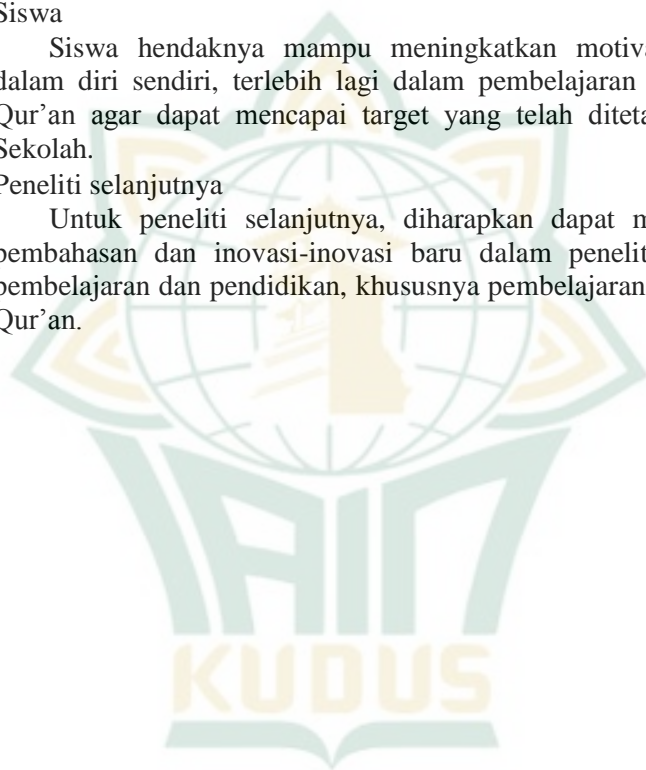 Siswa
Siswa hendaknya mampu meningkatkan motiva
dalam diri sendiri, terlebih lagi dalam pembelajaran
Qur’an agar dapat mencapai target yang telah diteta
Sekolah.
Peneliti selanjutnya
Untuk peneliti selanjutnya, diharapkan dapat m
pembahasan dan inovasi-inovasi baru dalam penelit
pembelajaran dan pendidikan, khususnya pembelajaran
Qur’an.
IAIN
KUDUS